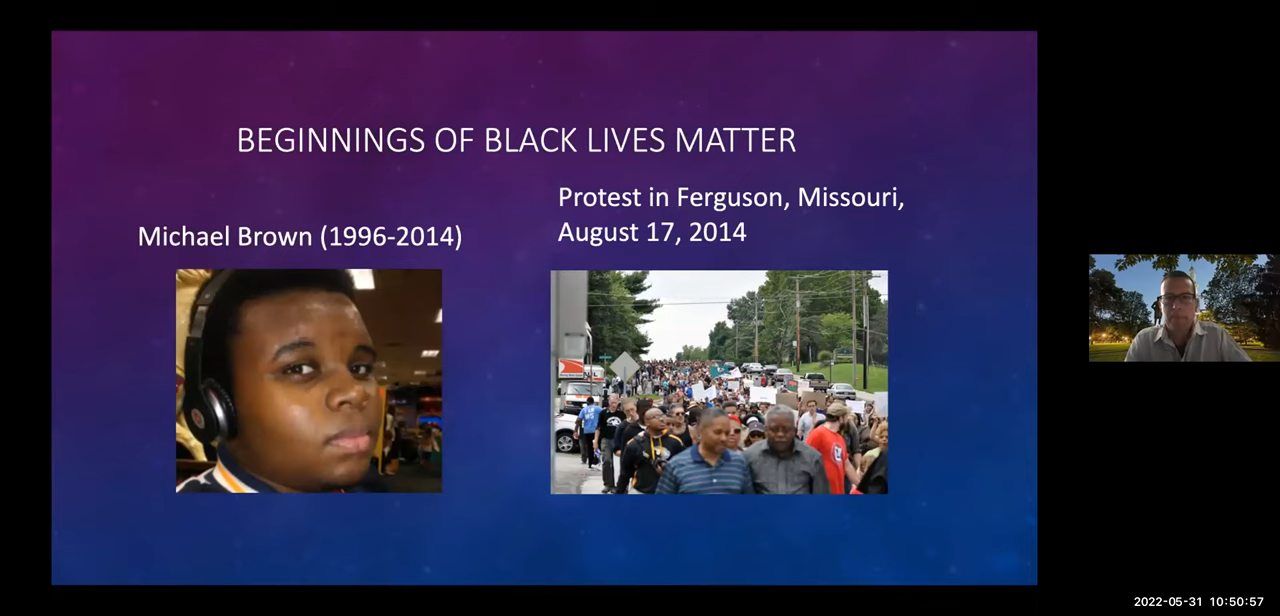 BEGINNINGS OF BLACK LIVES MATTER
Michael Brown (1996-2014)
Protest in Ferguson, Missouri,
August 17, 2014
2022-05-31 10:50:57